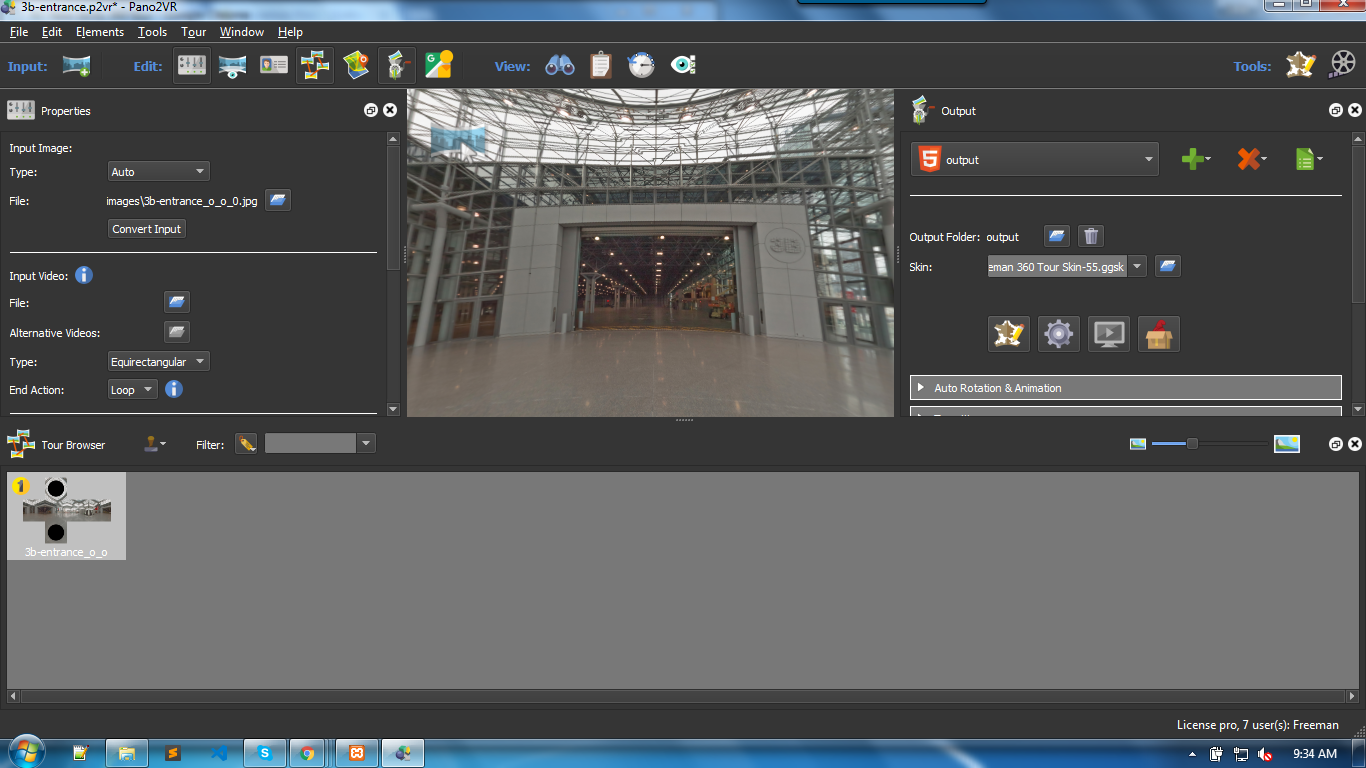 3b-entrance.p2vr* - Pano2VR
File Edit Elements Tools Tour Window Help
Input: Edit: View: Tools:
Properties
Input Image:
Type: Auto
File: images\3b-entrance_o_o_0.jpg
Convert Input
Input Video:
File:
Alternative Videos:
Type: Equirectangular
End Action: Loop
3B
Output
5 output
Output Folder: output
Skin: eman 360 Tour Skin-55.ggsk
Auto Rotation & Animation
Tour Browser Filter:
1
3b-entrance_o_o
License pro, 7 user(s): Freeman
9:34 AM